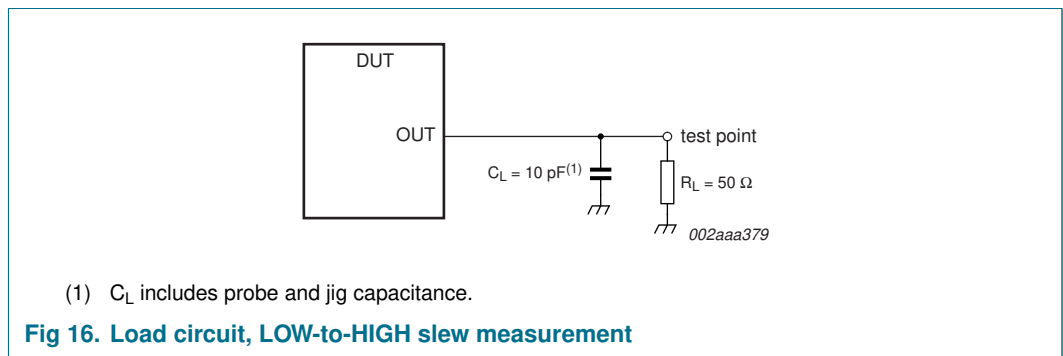 DUT
OUT
test point
C_L = 10 pF(1)
R_L = 50 Ω
002aaa379
(1) C_L includes probe and jig capacitance.
Fig 16. Load circuit, LOW-to-HIGH slew measurement